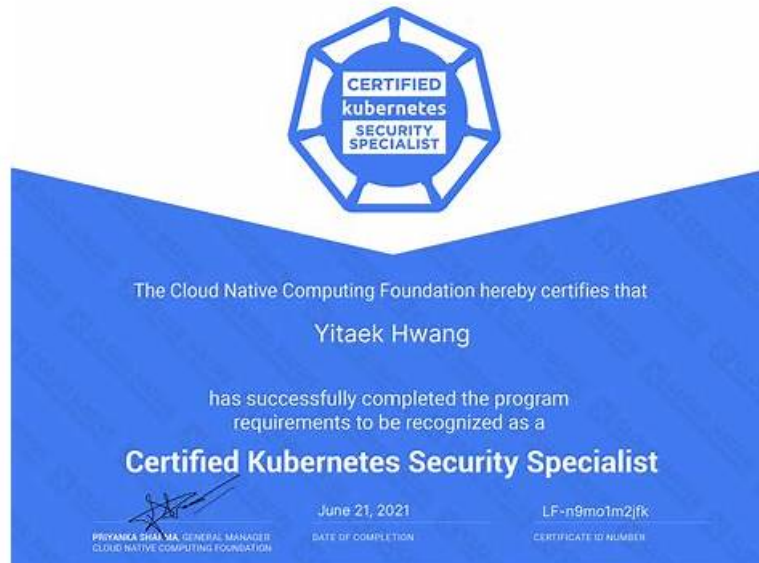 CERTIFIED
kubernetes
SECURITY
SPECIALIST
The Cloud Native Computing Foundation hereby certifies that
Yitaek Hwang
has successfully completed the program
requirements to be recognized as a
Certified Kubernetes Security Specialist
June 21, 2021
LF-n9mo1m2jfk
PRIYANKA SHARMA, GENERAL MANAGER
CLOUD NATIVE COMPUTING FOUNDATION
DATE OF COMPLETION
CERTIFICATE ID NUMBER